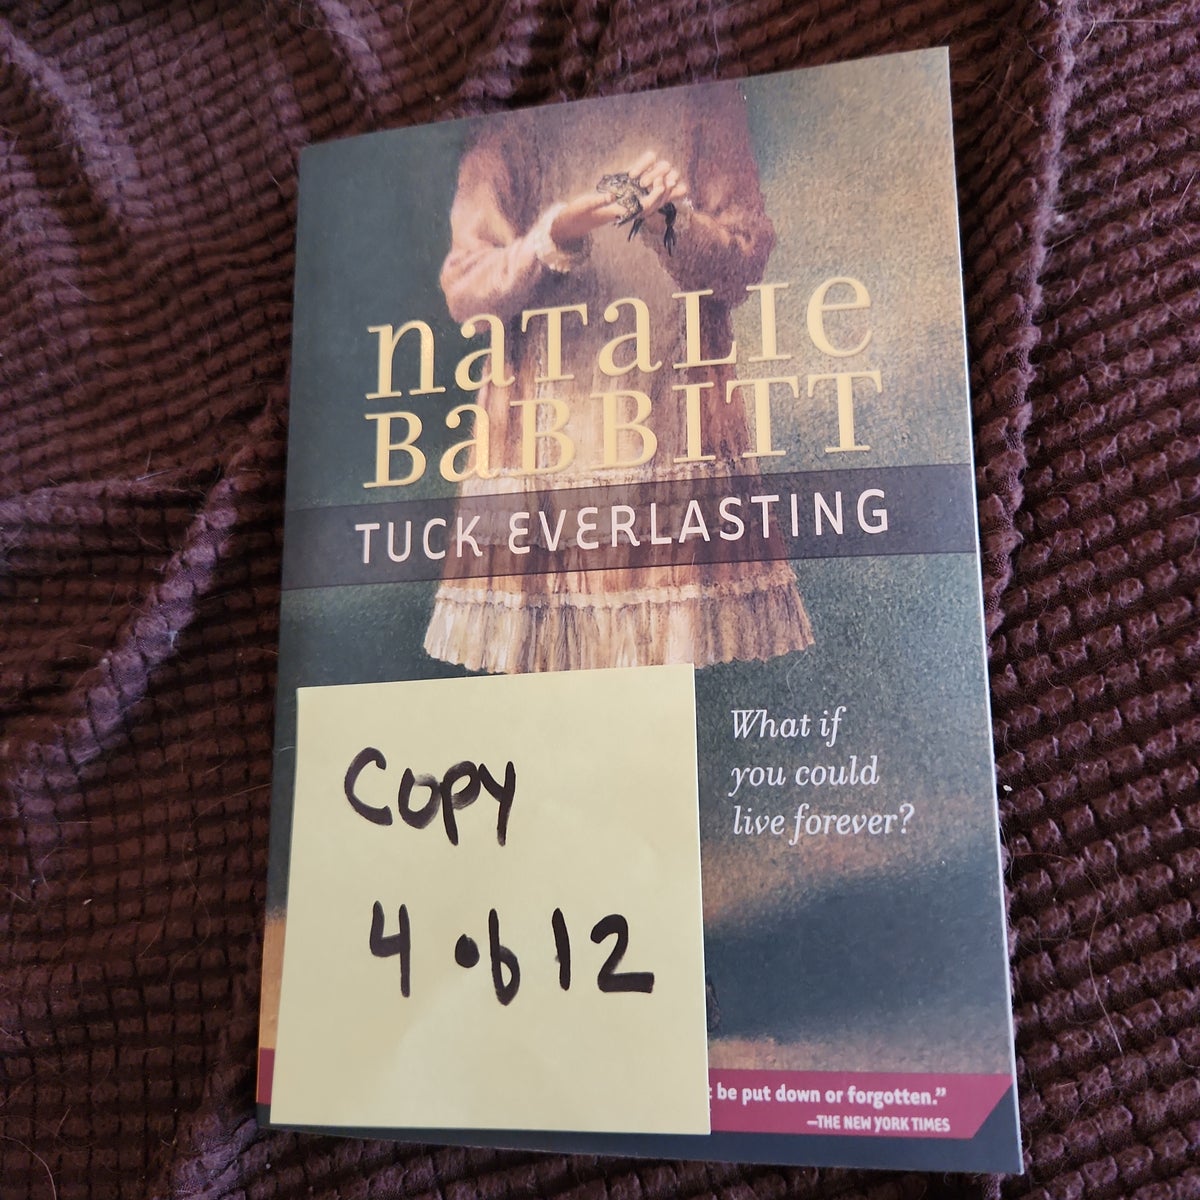 NATALIE
BABBITT
TUCK EVERLASTING
What if
you could
live forever?
Copy
4 of 12
be put down or forgotten.”
—THE NEW YORK TIMES